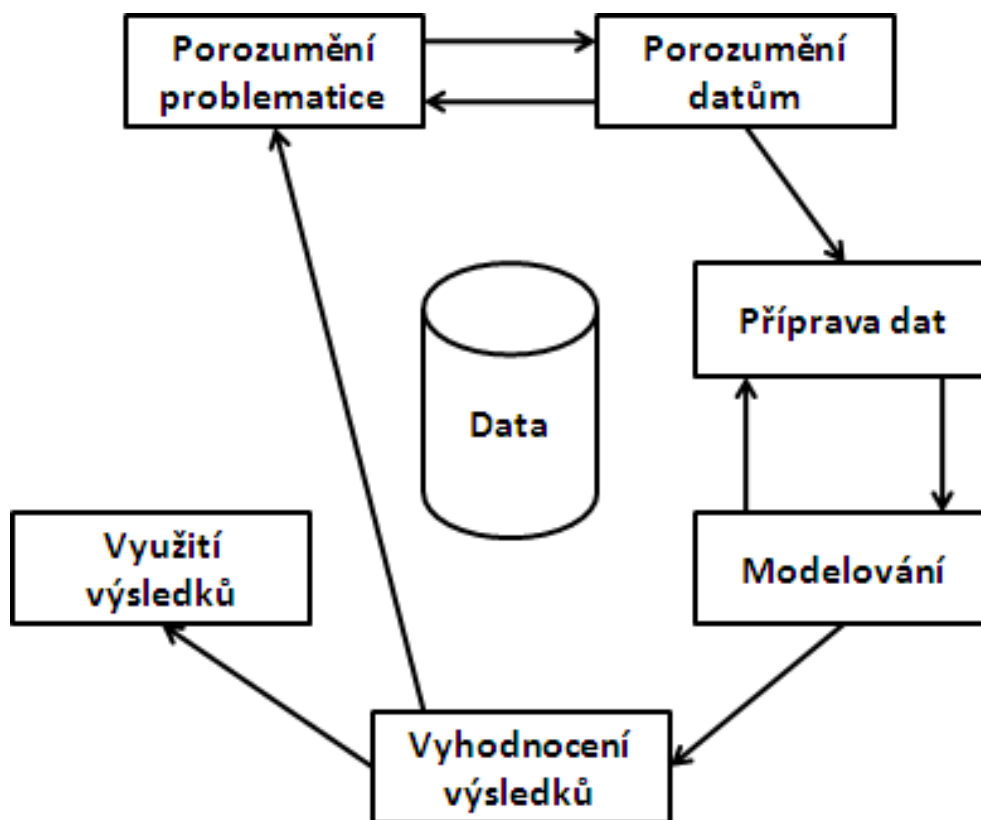 Porozumění
problematice
Porozumění
datům
Příprava dat
Data
Modelování
Využití
výsledků
Vyhodnocení
výsledků